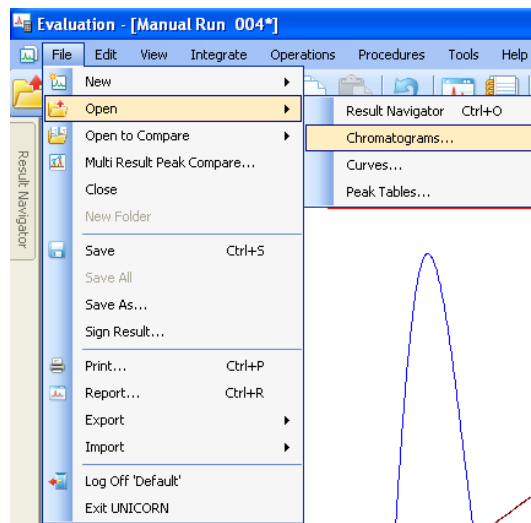 Evaluation - [Manual Run 004*]
File Edit View Integrate Operations Procedures Tools Help
New
Open
Open to Compare
Multi Result Peak Compare...
Close
New Folder
Save Ctrl+S
Save All
Save As...
Sign Result...
Print... Ctrl+P
Report... Ctrl+R
Export
Import
Log Off 'Default'
Exit UNICORN
Result Navigator Ctrl+O
Chromatograms...
Curves...
Peak Tables...
Result Navigator